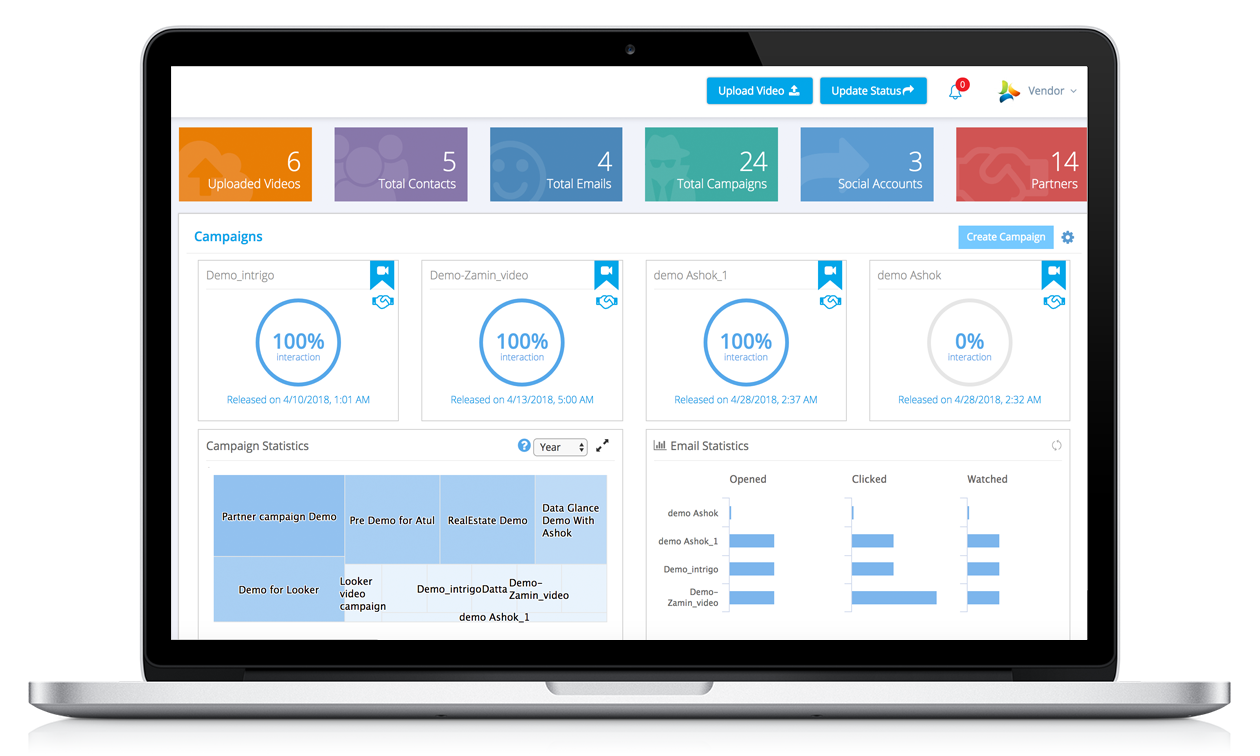 Upload Video
Update Status
0
Vendor
6
Uploaded Videos
5
Total Contacts
4
Total Emails
24
Total Campaigns
3
Social Accounts
14
Partners
Campaigns
Create Campaign
Demo_intrigo
100%
interaction
Released on 4/10/2018, 1:01 AM
Demo-Zamin_video
100%
interaction
Released on 4/13/2018, 5:00 AM
demo Ashok_1
100%
interaction
Released on 4/28/2018, 2:37 AM
demo Ashok
0%
interaction
Released on 4/28/2018, 2:32 AM
Campaign Statistics
?
Year
Partner campaign Demo
Pre Demo for Atul
RealEstate Demo
Data Glance
Demo With
Ashok
Demo for Looker
Looker
video
campaign
Demo_intrigo
Datta
Demo-
Zamin_video
demo Ashok_1
Email Statistics
Opened
Clicked
Watched
demo Ashok
demo Ashok_1
Demo_intrigo
Demo-
Zamin_video